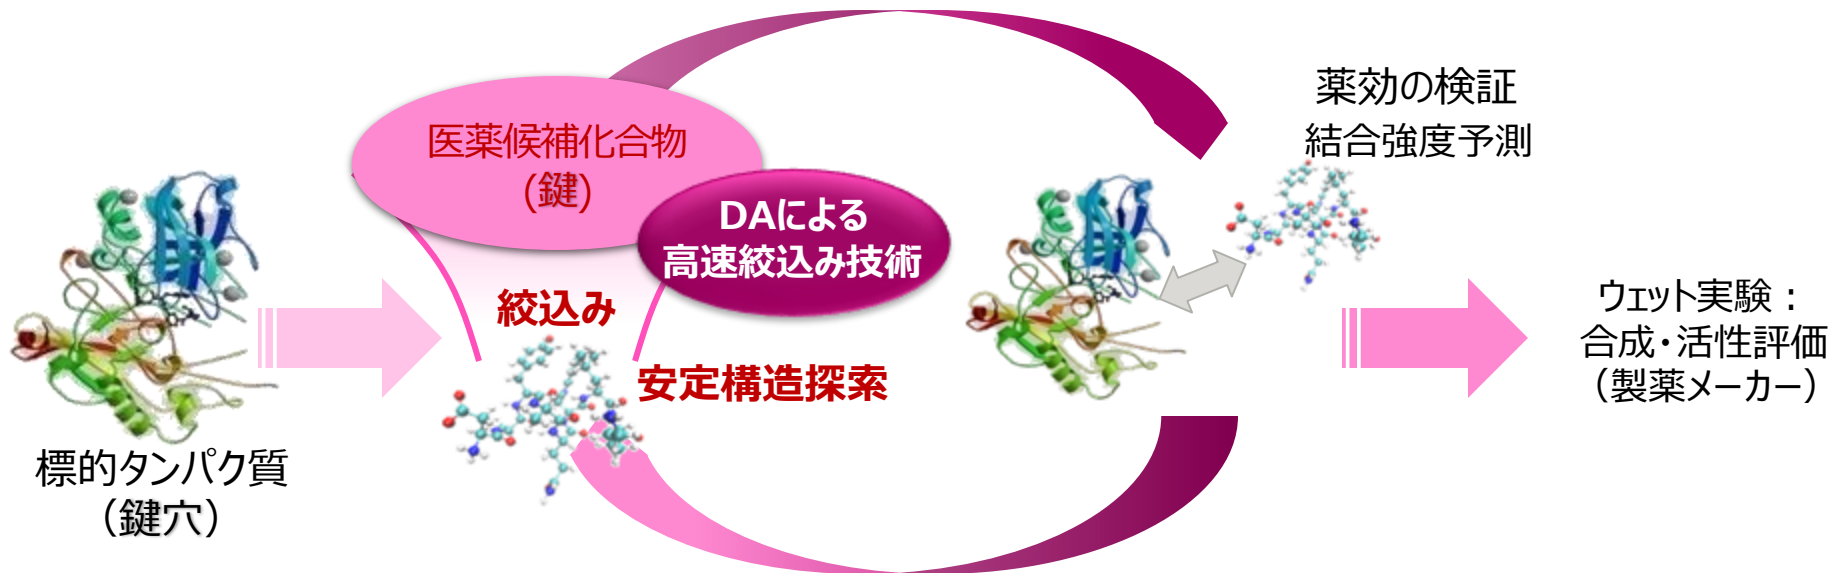 標的タンパク質
（鍵穴）
医薬候補化合物
(鍵)
DAによる
高速絞込み技術
絞込み
安定構造探索
薬効の検証
結合強度予測
ウェット実験：
合成・活性評価
（製薬メーカー）